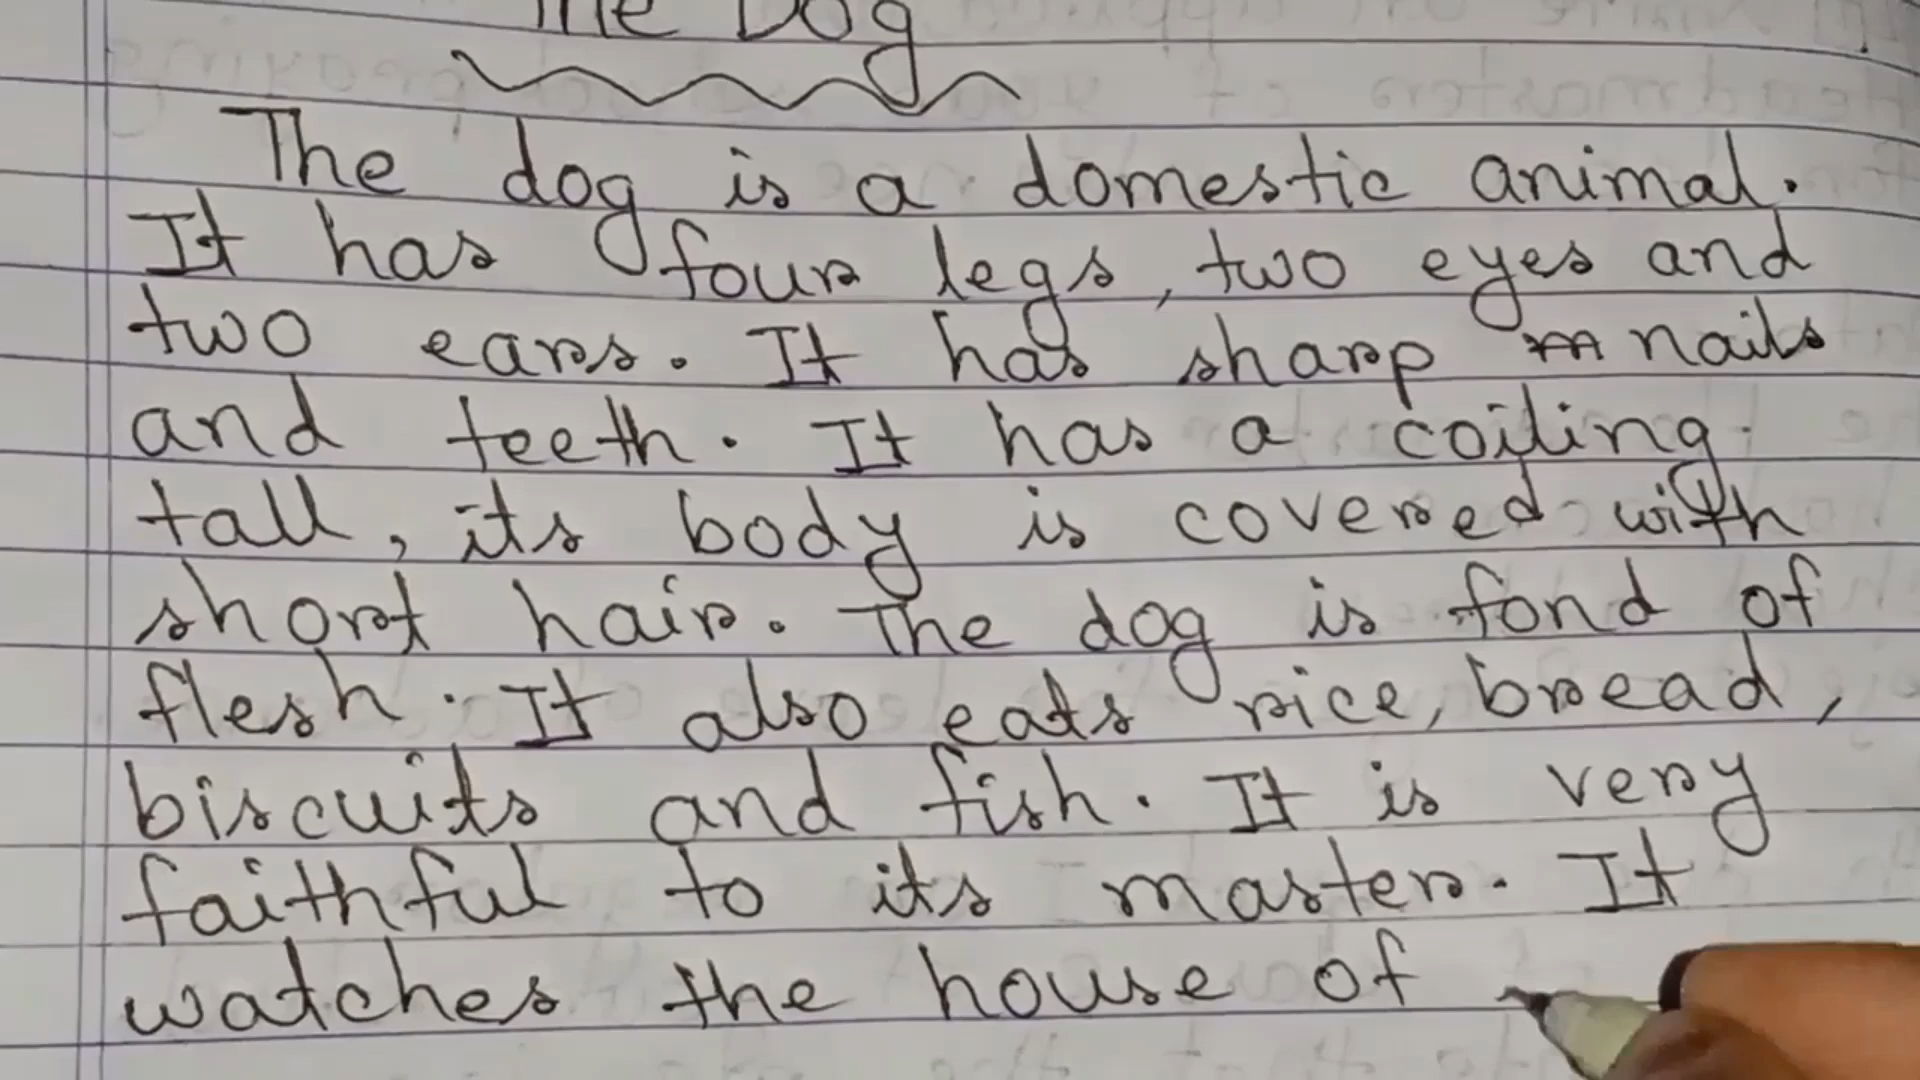 The Dog
The dog is a domestic animal.
It has four legs, two eyes and
two ears. It has sharp nails
and teeth. It has a coiling
tall, its body is covered with
short hair. The dog is fond of
flesh. It also eats rice, bread,
biscuits and fish. It is very
faithful to its master. It
watches the house of